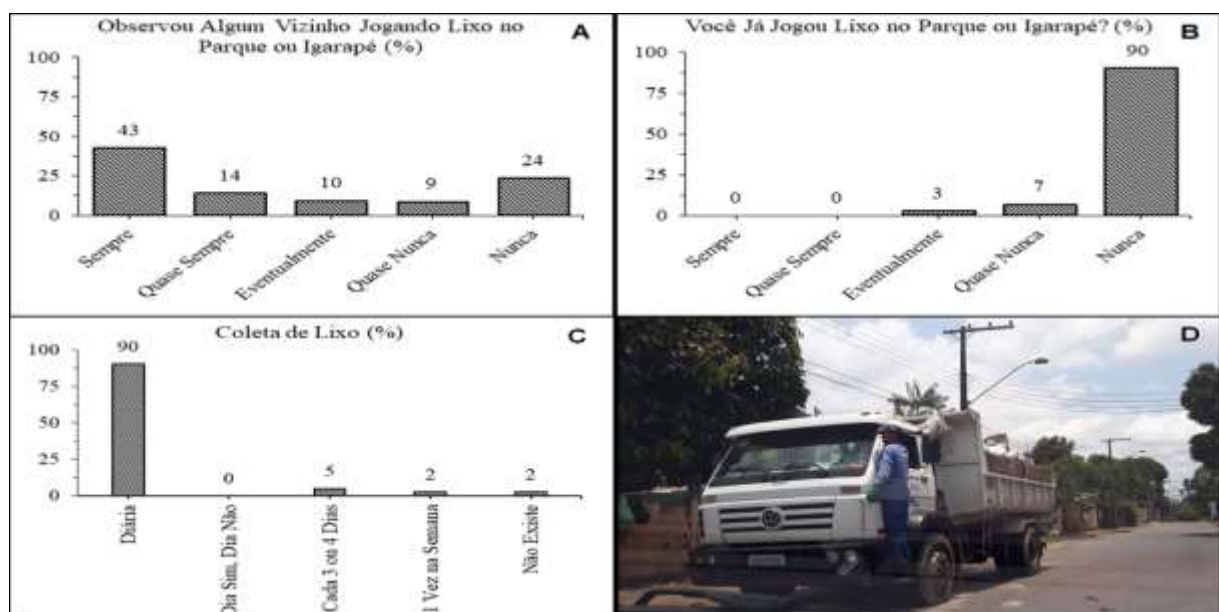 Observou Algum Vizinho Jogando Lixo no
Parque ou Igarapé (%)
A
100
75
50
25
0
43
14
10
9
24
Sempre
Quase Sempre
Eventualmente
Quase Nunca
Nunca
Você Já Jogou Lixo no Parque ou Igarapé? (%)
B
100
75
50
25
0
0
0
3
7
90
Sempre
Quase Sempre
Eventualmente
Quase Nunca
Nunca
Coleta de Lixo (%)
C
100
75
50
25
0
90
0
5
2
2
Diária
Dia Sim, Dia Não
Cada 3 ou 4 Dias
1 Vez na Semana
Não Existe
D